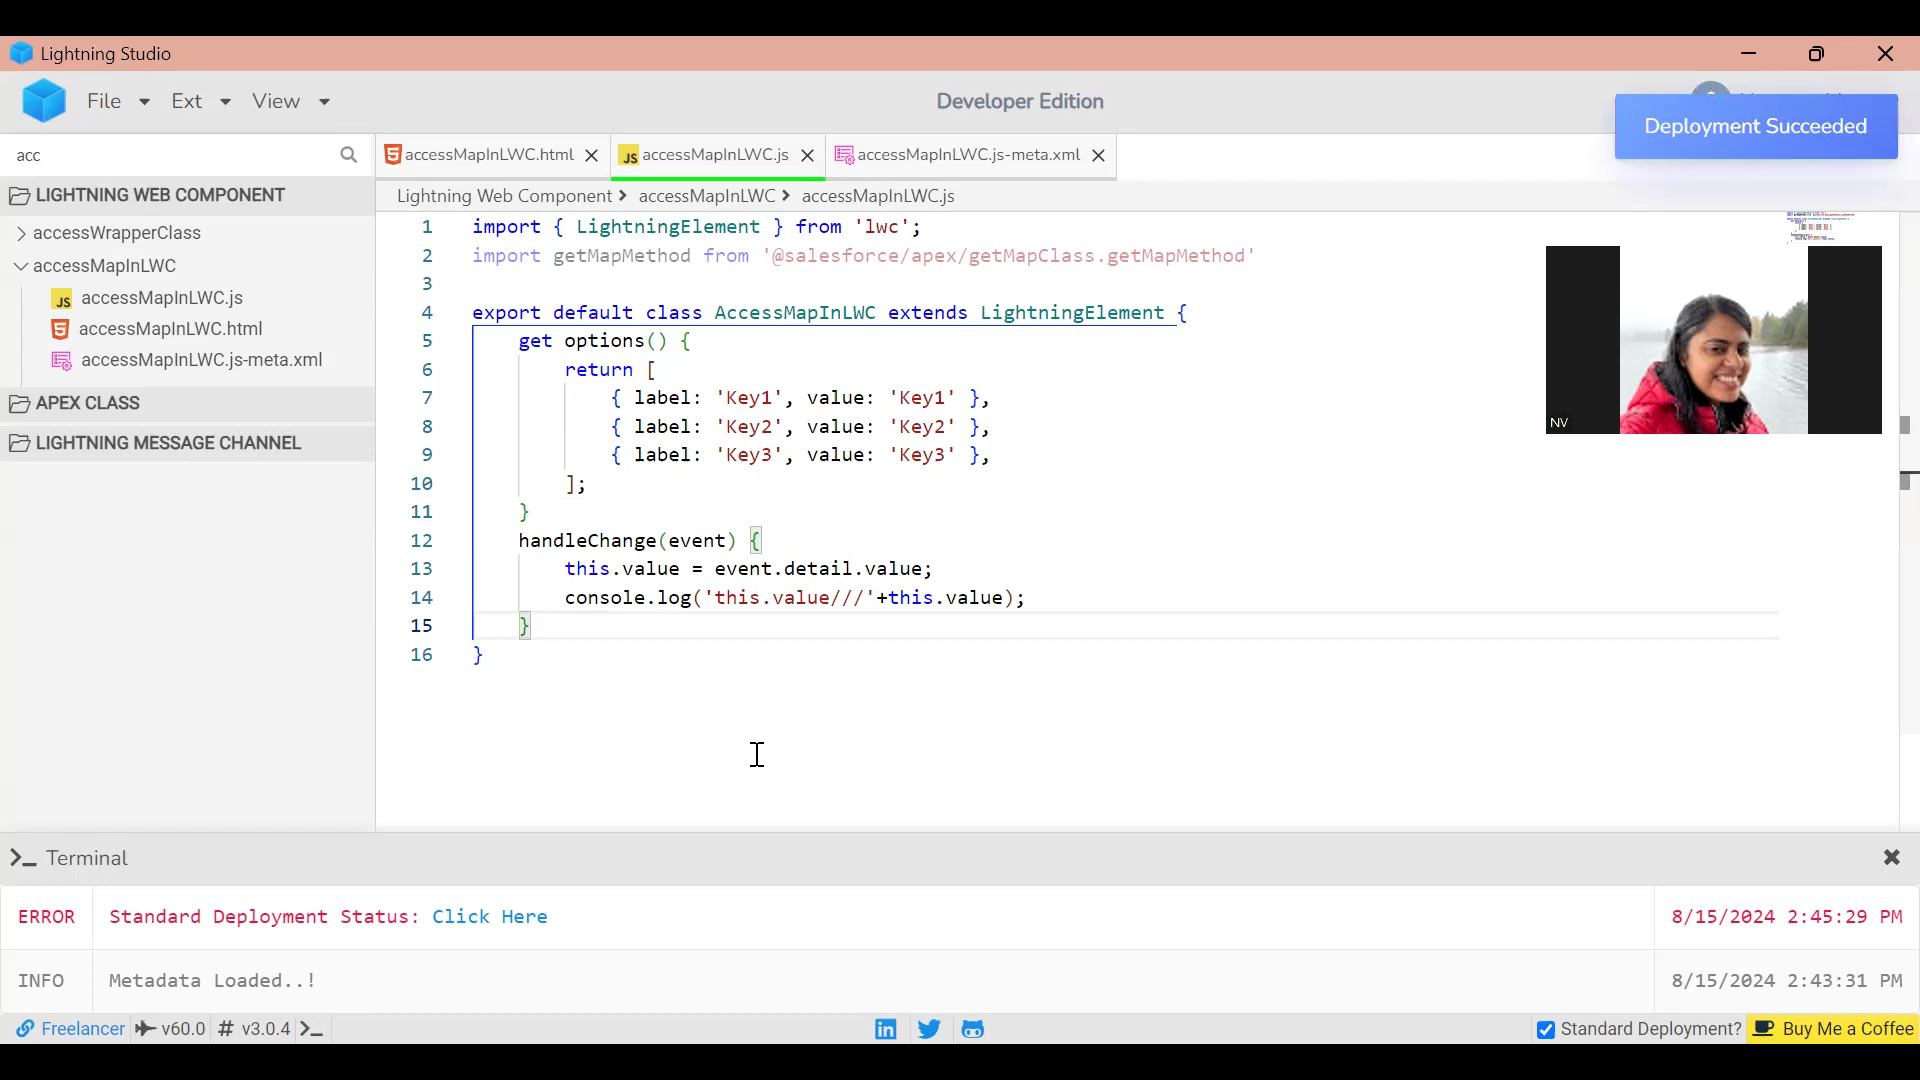 Lightning Studio
File Ext View
Developer Edition
Deployment Succeeded
acc
accessMapInLWC.html
accessMapInLWC.js
accessMapInLWC.js-meta.xml
LIGHTNING WEB COMPONENT
accessWrapperClass
accessMapInLWC
accessMapInLWC.js
accessMapInLWC.html
accessMapInLWC.js-meta.xml
APEX CLASS
LIGHTNING MESSAGE CHANNEL
Lightning Web Component > accessMapInLWC > accessMapInLWC.js
1 import { LightningElement } from 'lwc';
2 import getMapMethod from '@salesforce/apex/getMapClass.getMapMethod'
3
4 export default class AccessMapInLWC extends LightningElement {
5 get options() {
6 return [
7 { label: 'Key1', value: 'Key1' },
8 { label: 'Key2', value: 'Key2' },
9 { label: 'Key3', value: 'Key3' },
10 ];
11 }
12 handleChange(event) {
13 this.value = event.detail.value;
14 console.log('this.value///'+this.value);
15 }
16 }
NV
Terminal
ERROR Standard Deployment Status: Click Here 8/15/2024 2:45:29 PM
INFO Metadata Loaded..! 8/15/2024 2:43:31 PM
Freelancer v60.0 # v3.0.4
Standard Deployment? Buy Me a Coffee